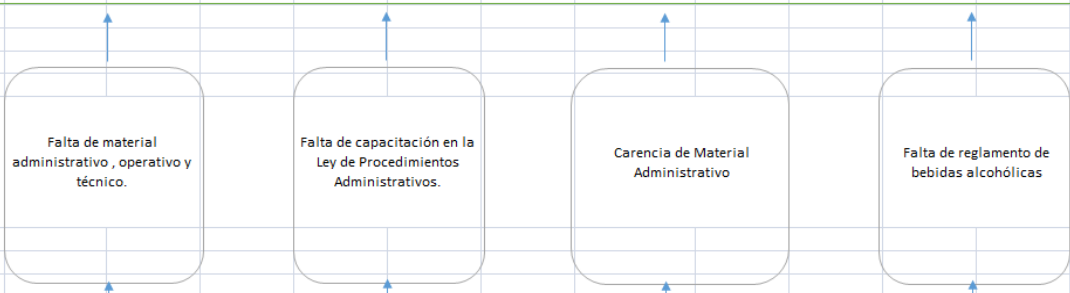 Falta de material
administrativo , operativo y
técnico.
Falta de capacitación en la
Ley de Procedimientos
Administrativos.
Carencia de Material
Administrativo
Falta de reglamento de
bebidas alcohólicas